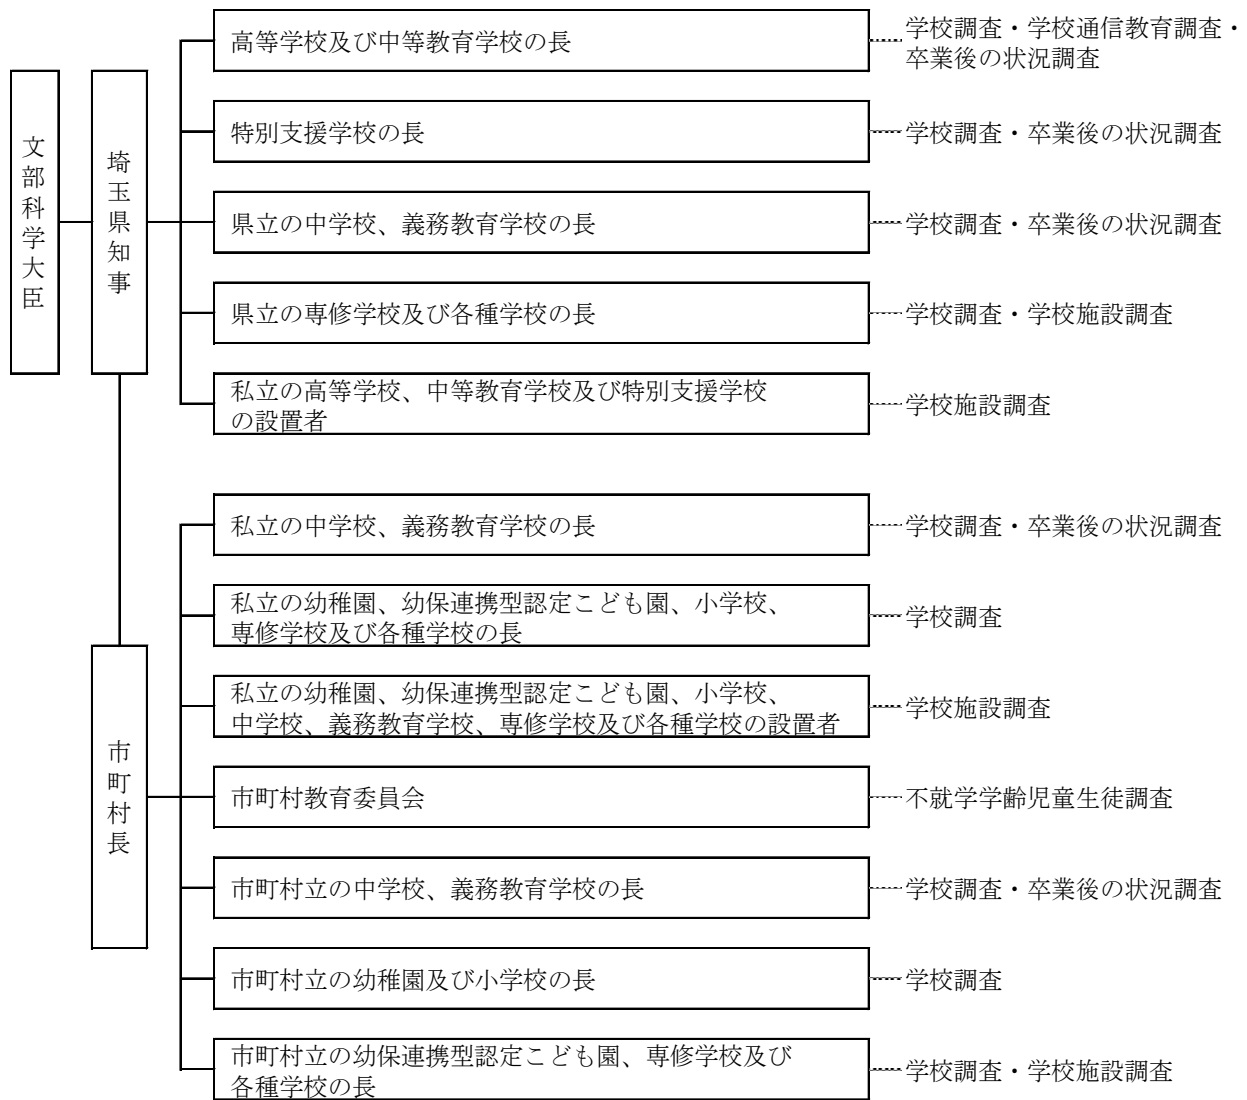 文部科学大臣
埼玉県知事
高等学校及び中等教育学校の長
学校調査・学校通信教育調査・
卒業後の状況調査
特別支援学校の長
学校調査・卒業後の状況調査
県立の中学校、義務教育学校の長
学校調査・卒業後の状況調査
県立の専修学校及び各種学校の長
学校調査・学校施設調査
私立の高等学校、中等教育学校及び特別支援学校
の設置者
学校施設調査
市町村長
私立の中学校、義務教育学校の長
学校調査・卒業後の状況調査
私立の幼稚園、幼保連携型認定こども園、小学校、
専修学校及び各種学校の長
学校調査
私立の幼稚園、幼保連携型認定こども園、小学校、
中学校、義務教育学校、専修学校及び各種学校の設置者
学校施設調査
市町村教育委員会
不就学学齢児童生徒調査
市町村立の中学校、義務教育学校の長
学校調査・卒業後の状況調査
市町村立の幼稚園及び小学校の長
学校調査
市町村立の幼保連携型認定こども園、専修学校及び
各種学校の長
学校調査・学校施設調査